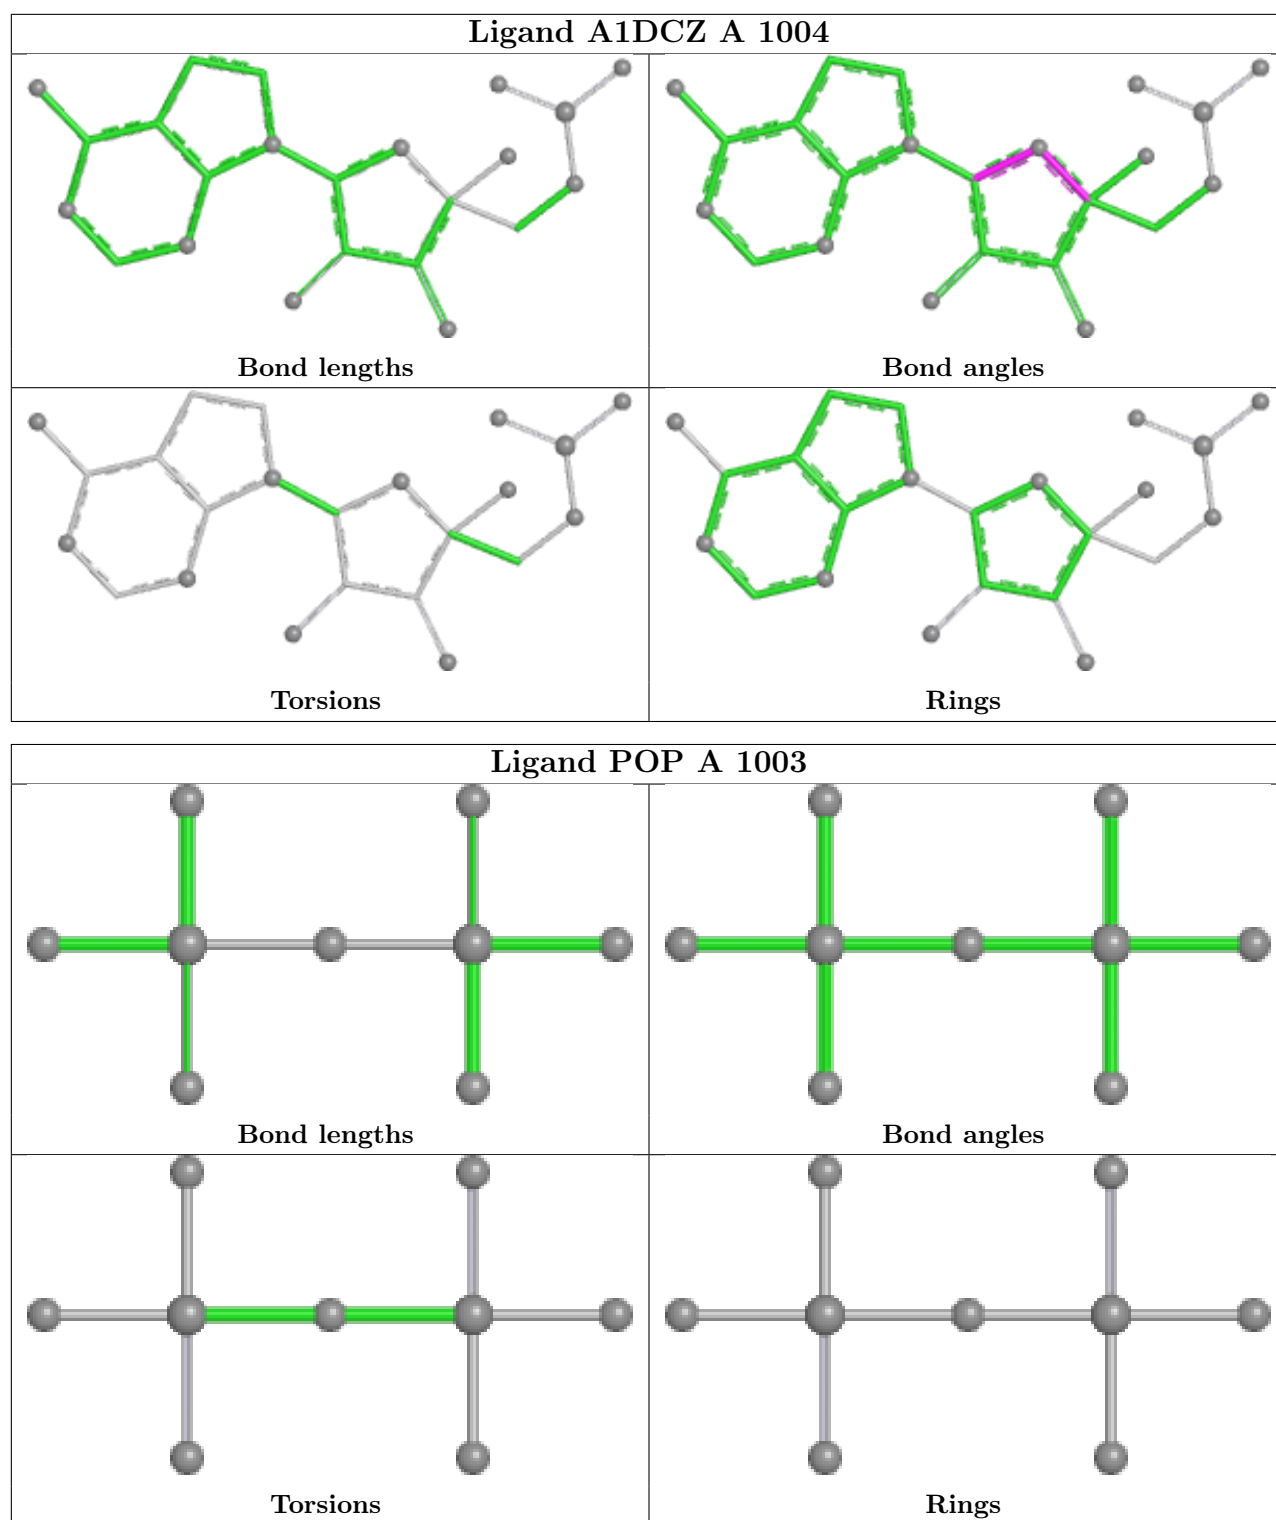 Ligand A1DCZ A 1004
Bond lengths
Bond angles
Torsions
Rings
Ligand POP A 1003
Bond lengths
Bond angles
Torsions
Rings